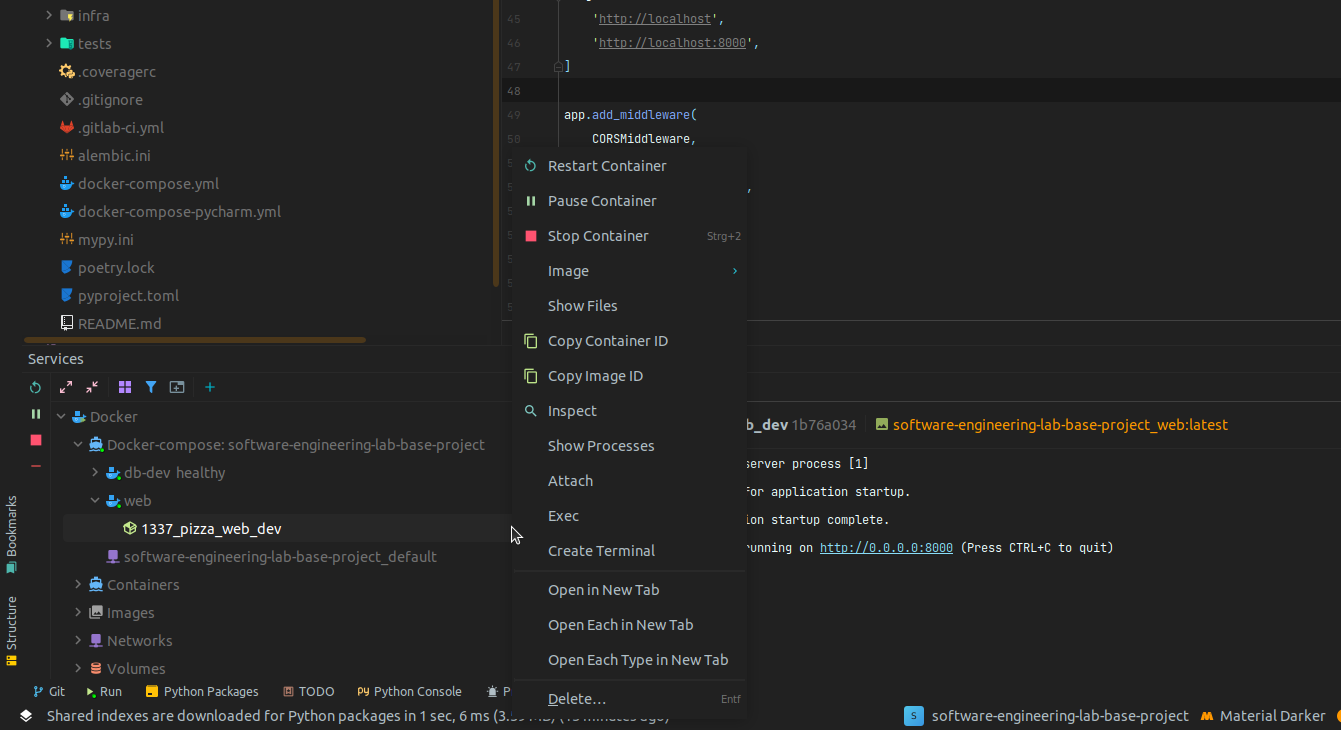 infra
tests
.coveragerc
.gitignore
.gitlab-ci.yml
alembic.ini
docker-compose.yml
docker-compose-pycharm.yml
mypy.ini
poetry.lock
pyproject.toml
README.md
45 'http://localhost',
46 'http://localhost:8000',
47 ]
48
49 app.add_middleware(
50 CORSMiddleware,
Restart Container
Pause Container
Stop Container Strg+2
Image
Show Files
Copy Container ID
Copy Image ID
Inspect
Show Processes
Attach
Exec
Create Terminal
Open in New Tab
Open Each in New Tab
Open Each Type in New Tab
Delete... Entf
Services
Docker
Docker-compose: software-engineering-lab-base-project
db-dev healthy
web
1337_pizza_web_dev
software-engineering-lab-base-project_default
Containers
Images
Networks
Volumes
b_dev 1b76a034 software-engineering-lab-base-project_web:latest
server process [1]
for application startup.
ion startup complete.
unning on http://0.0.0.0:8000 (Press CTRL+C to quit)
Bookmarks
Structure
Git Run Python Packages TODO Python Console P
Shared indexes are downloaded for Python packages in 1 sec, 6 ms
S software-engineering-lab-base-project Material Darker